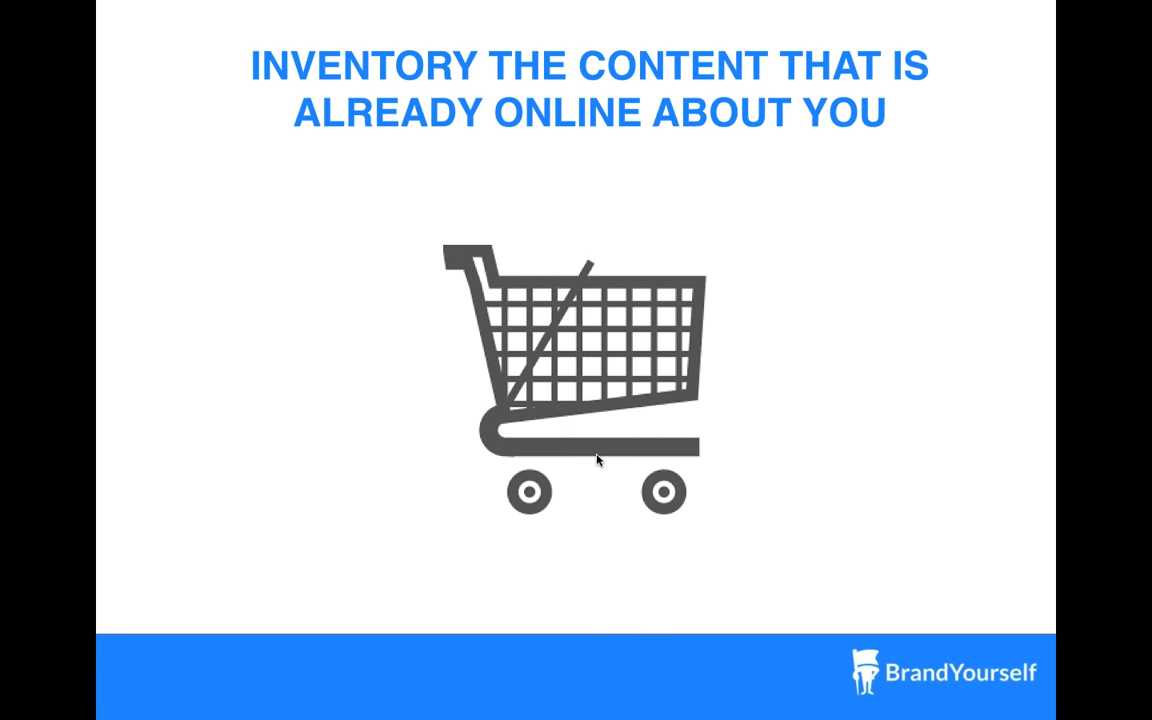 INVENTORY THE CONTENT THAT IS
ALREADY ONLINE ABOUT YOU
BrandYourself